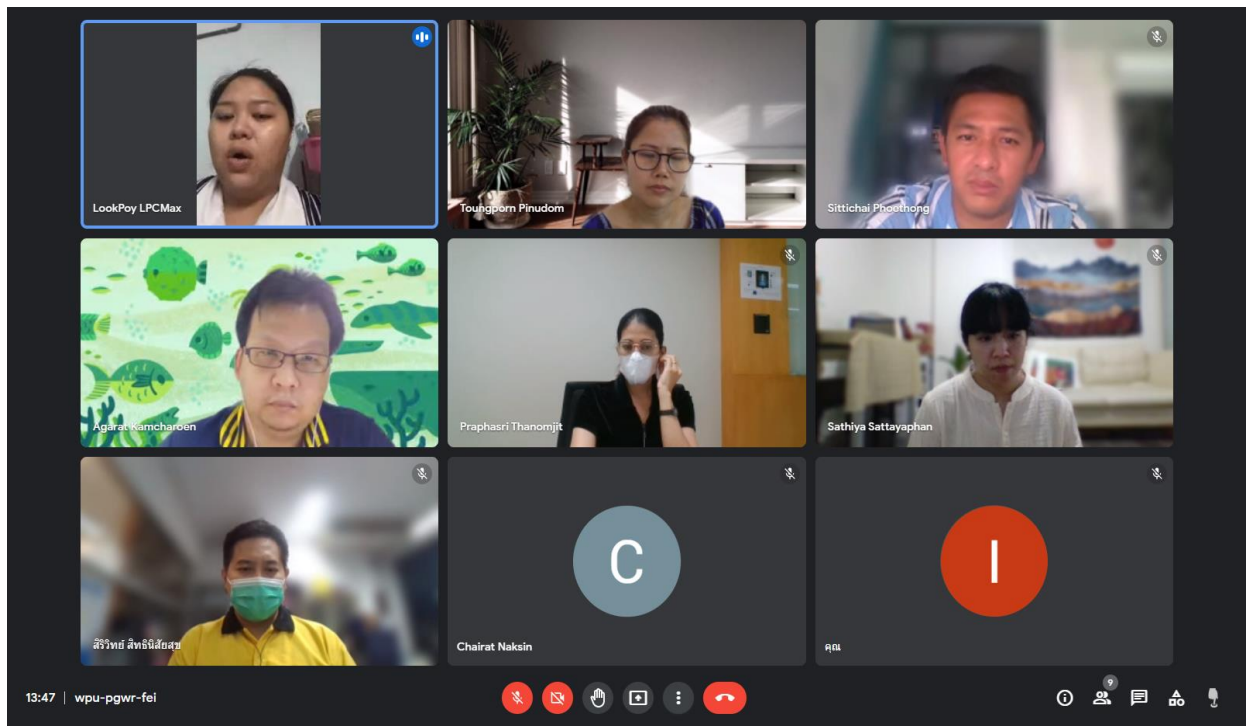 LookPoy LPCMax
Toungporn Pinudom
Sittichai Phoethong
Agarat Kamcharoen
Praphasri Thanomjit
Sathiya Sattayaphan
สิริวิทย์ สิทธินิสัยสุข
C
Chairat Naksin
I
คุณ
13:47 | wpu-pgwr-fei
9